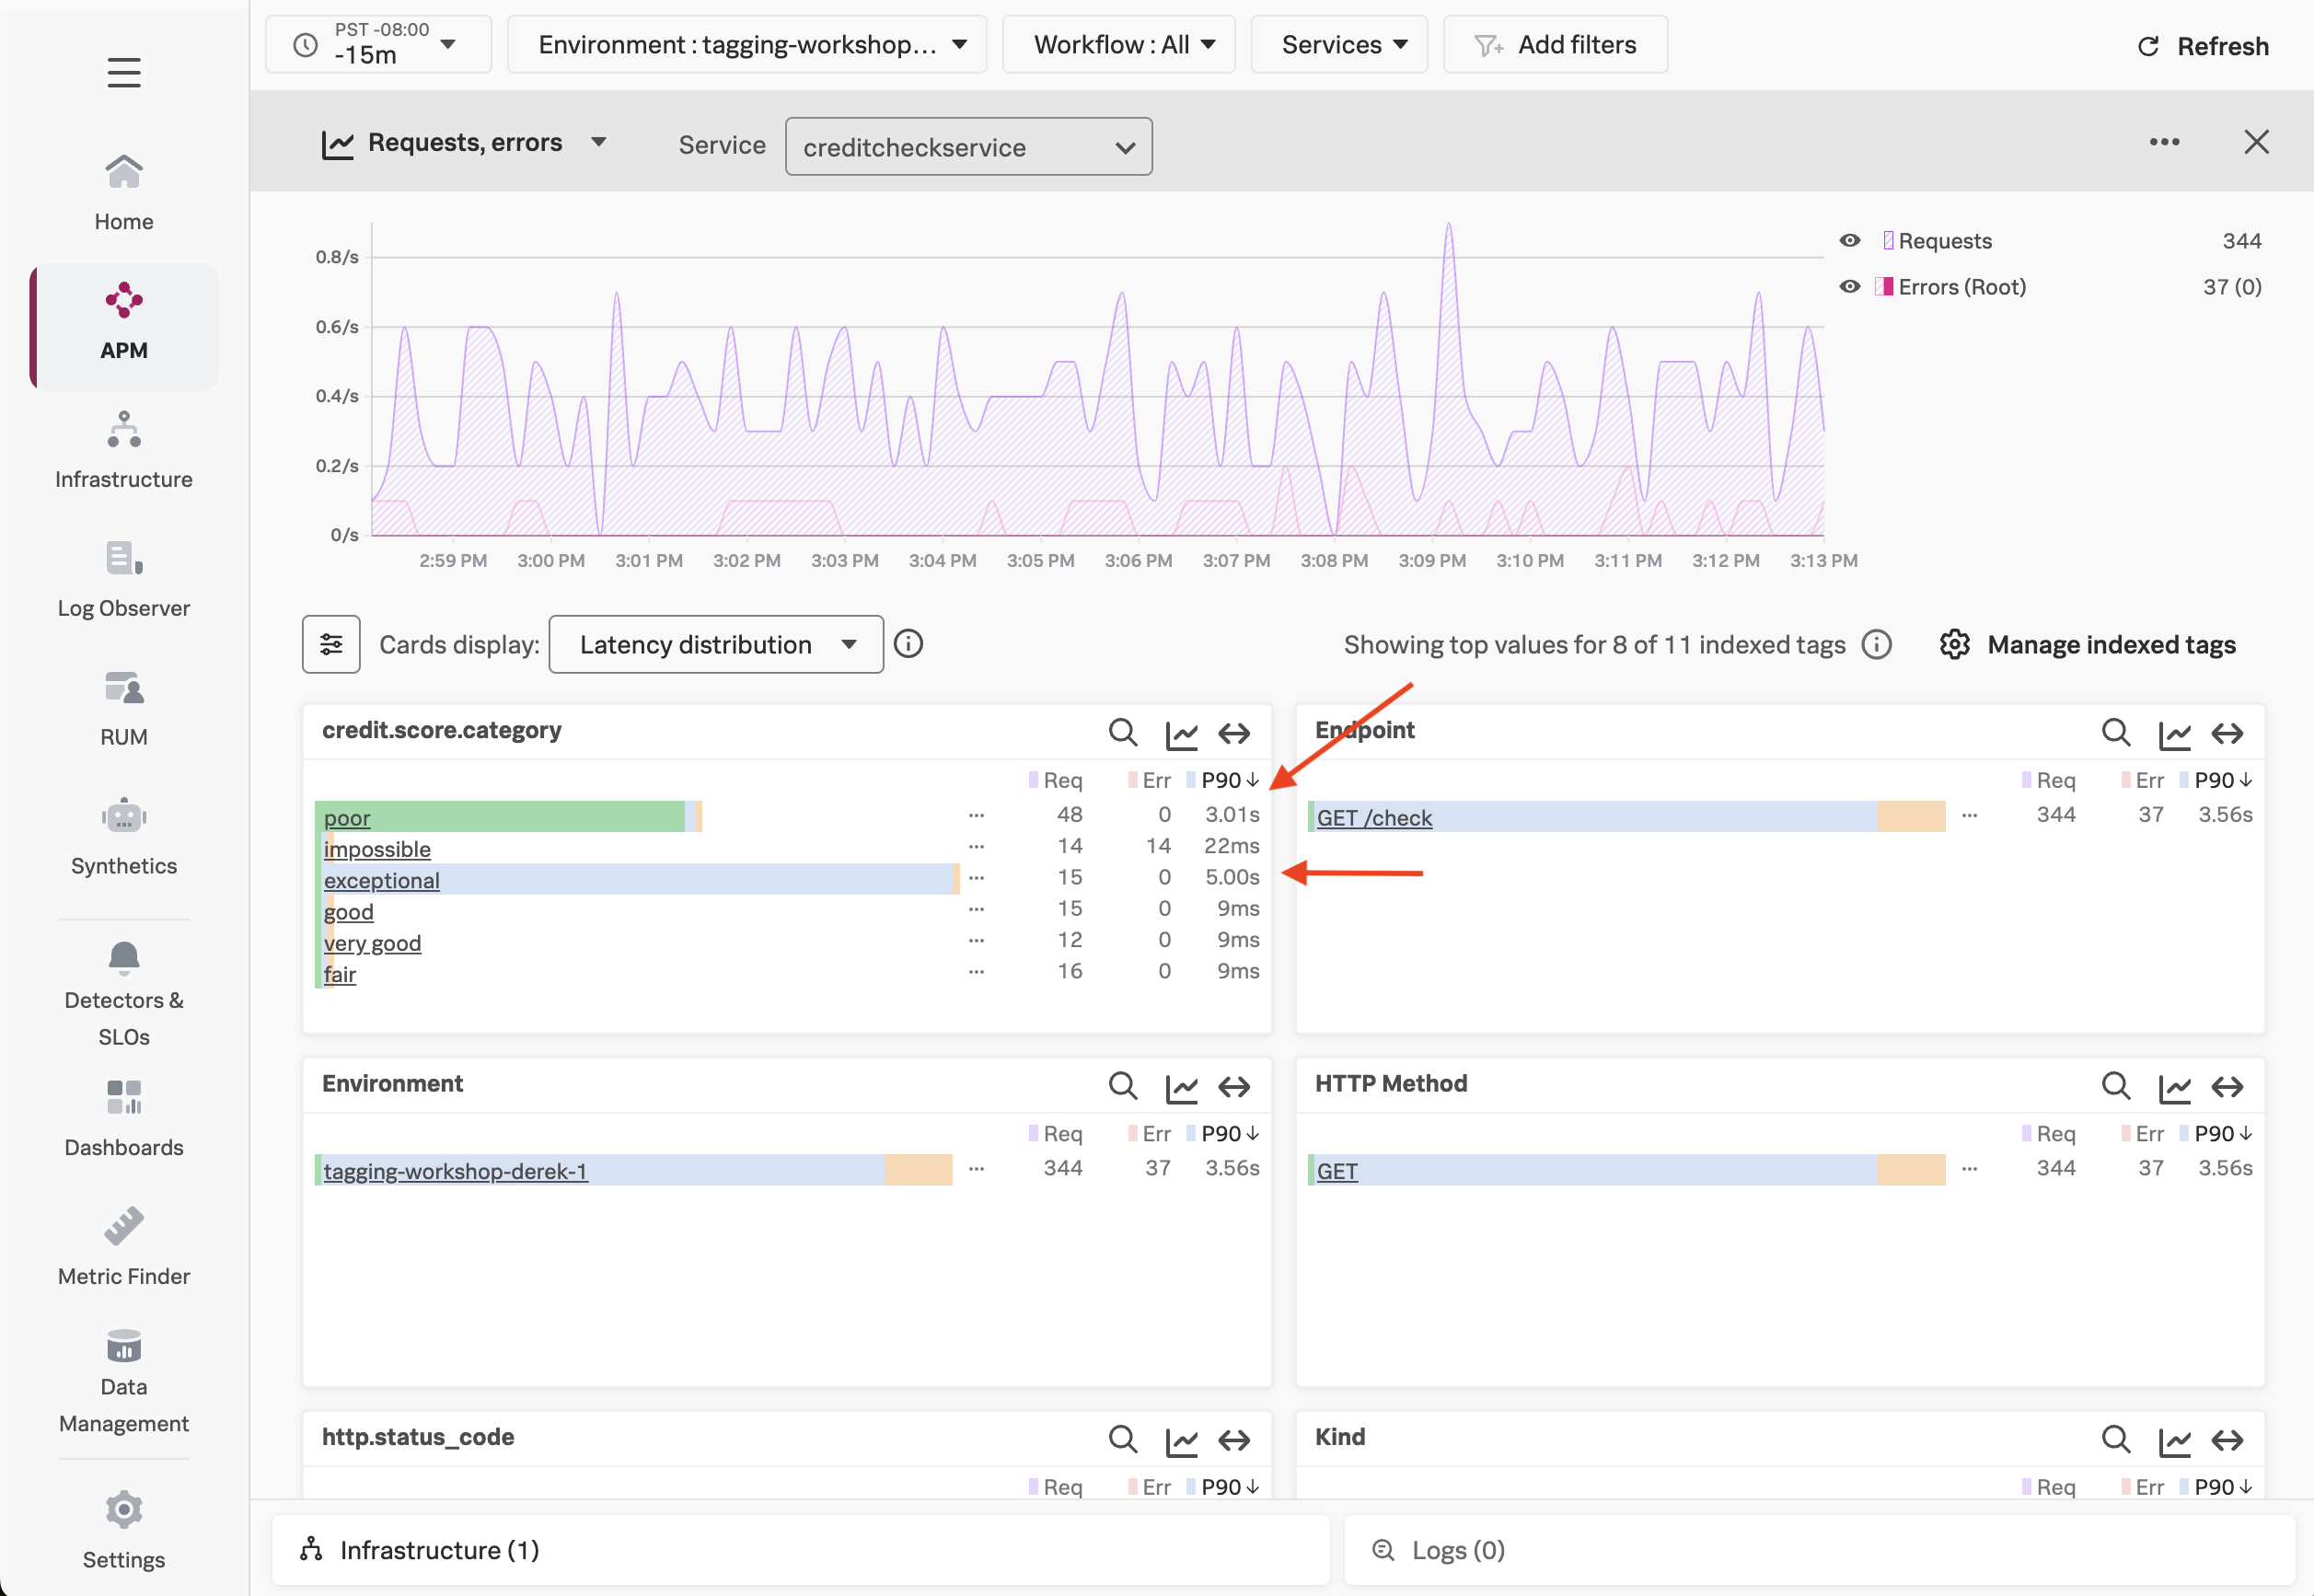 PST -08:00
-15m
Environment : tagging-workshop...
Workflow : All
Services
Add filters
Refresh
Home
APM
Infrastructure
Log Observer
RUM
Synthetics
Detectors &
SLOs
Dashboards
Metric Finder
Data
Management
Settings
Requests, errors
Service
creditcheckservice
0.8/s
0.6/s
0.4/s
0.2/s
0/s
2:59 PM 3:00 PM 3:01 PM 3:02 PM 3:03 PM 3:04 PM 3:05 PM 3:06 PM 3:07 PM 3:08 PM 3:09 PM 3:10 PM 3:11 PM 3:12 PM 3:13 PM
Requests 344
Errors (Root) 37 (0)
Cards display: Latency distribution
Showing top values for 8 of 11 indexed tags
Manage indexed tags
credit.score.category
Req Err P90
poor 48 0 3.01s
impossible 14 14 22ms
exceptional 15 0 5.00s
good 15 0 9ms
very good 12 0 9ms
fair 16 0 9ms
Endpoint
Req Err P90
GET /check 344 37 3.56s
Environment
Req Err P90
tagging-workshop-derek-1 344 37 3.56s
HTTP Method
Req Err P90
GET 344 37 3.56s
http.status_code
Req Err P90
Kind
Req Err P90
Infrastructure (1)
Logs (0)